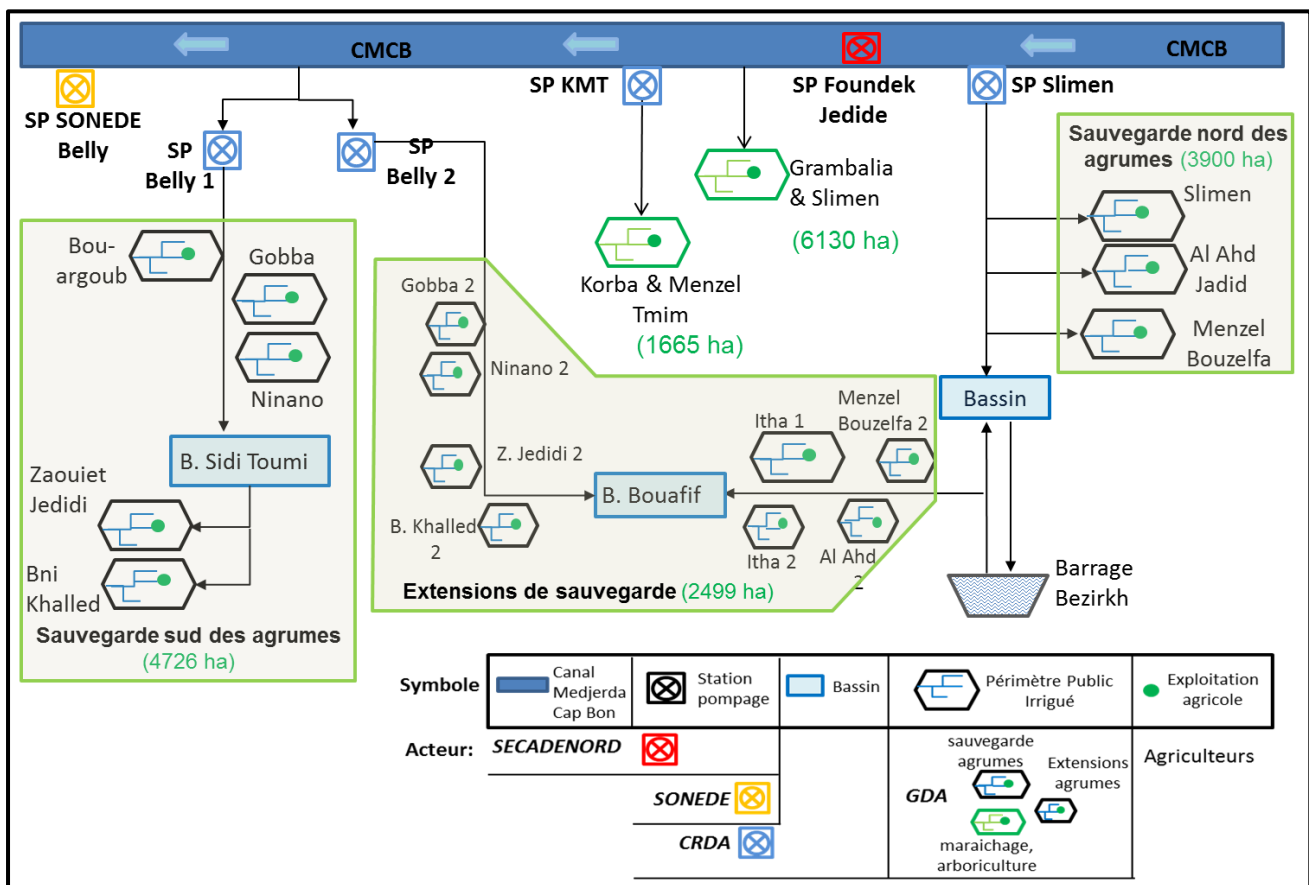 CMCB
CMCB
SP SONEDE
Belly
SP
Belly 1
SP
Belly 2
SP KMT
SP Foundek
Jedide
SP Slimen
Sauvegarde nord des
agrumes (3900 ha)
Slimen
Al Ahd
Jadid
Menzel
Bouzelfa
Grambalia
& Slimen
(6130 ha)
Korba & Menzel
Tmim
(1665 ha)
Bou-
argoub
Gobba
Ninano
B. Sidi Toumi
Zaouiet
Jedidi
Bni
Khalled
Sauvegarde sud des agrumes
(4726 ha)
Gobba 2
Ninano 2
Z. Jedidi 2
B. Khalled
2
B. Bouafif
Itha 1
Menzel
Bouzelfa 2
Itha 2
Al Ahd
2
Extensions de sauvegarde (2499 ha)
Bassin
Barrage
Bezirkh
Symbole
Canal
Medjerda
Cap Bon
Station
pompage
Bassin
Périmètre Public
Irrigué
Exploitation
agricole
Acteur:
SECADENORD
SONEDE
CRDA
GDA
sauvegarde
agrumes
Extensions
agrumes
maraichage,
arboriculture
Agriculteurs